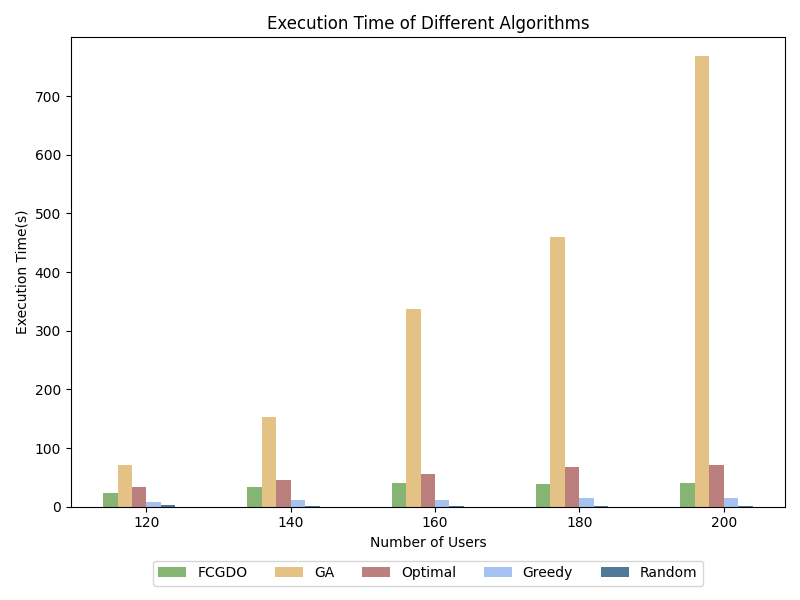 Execution Time of Different Algorithms
700
600
500
400
300
200
100
0
Execution Time(s)
120 140 160 180 200
Number of Users
FCGDO GA Optimal Greedy Random